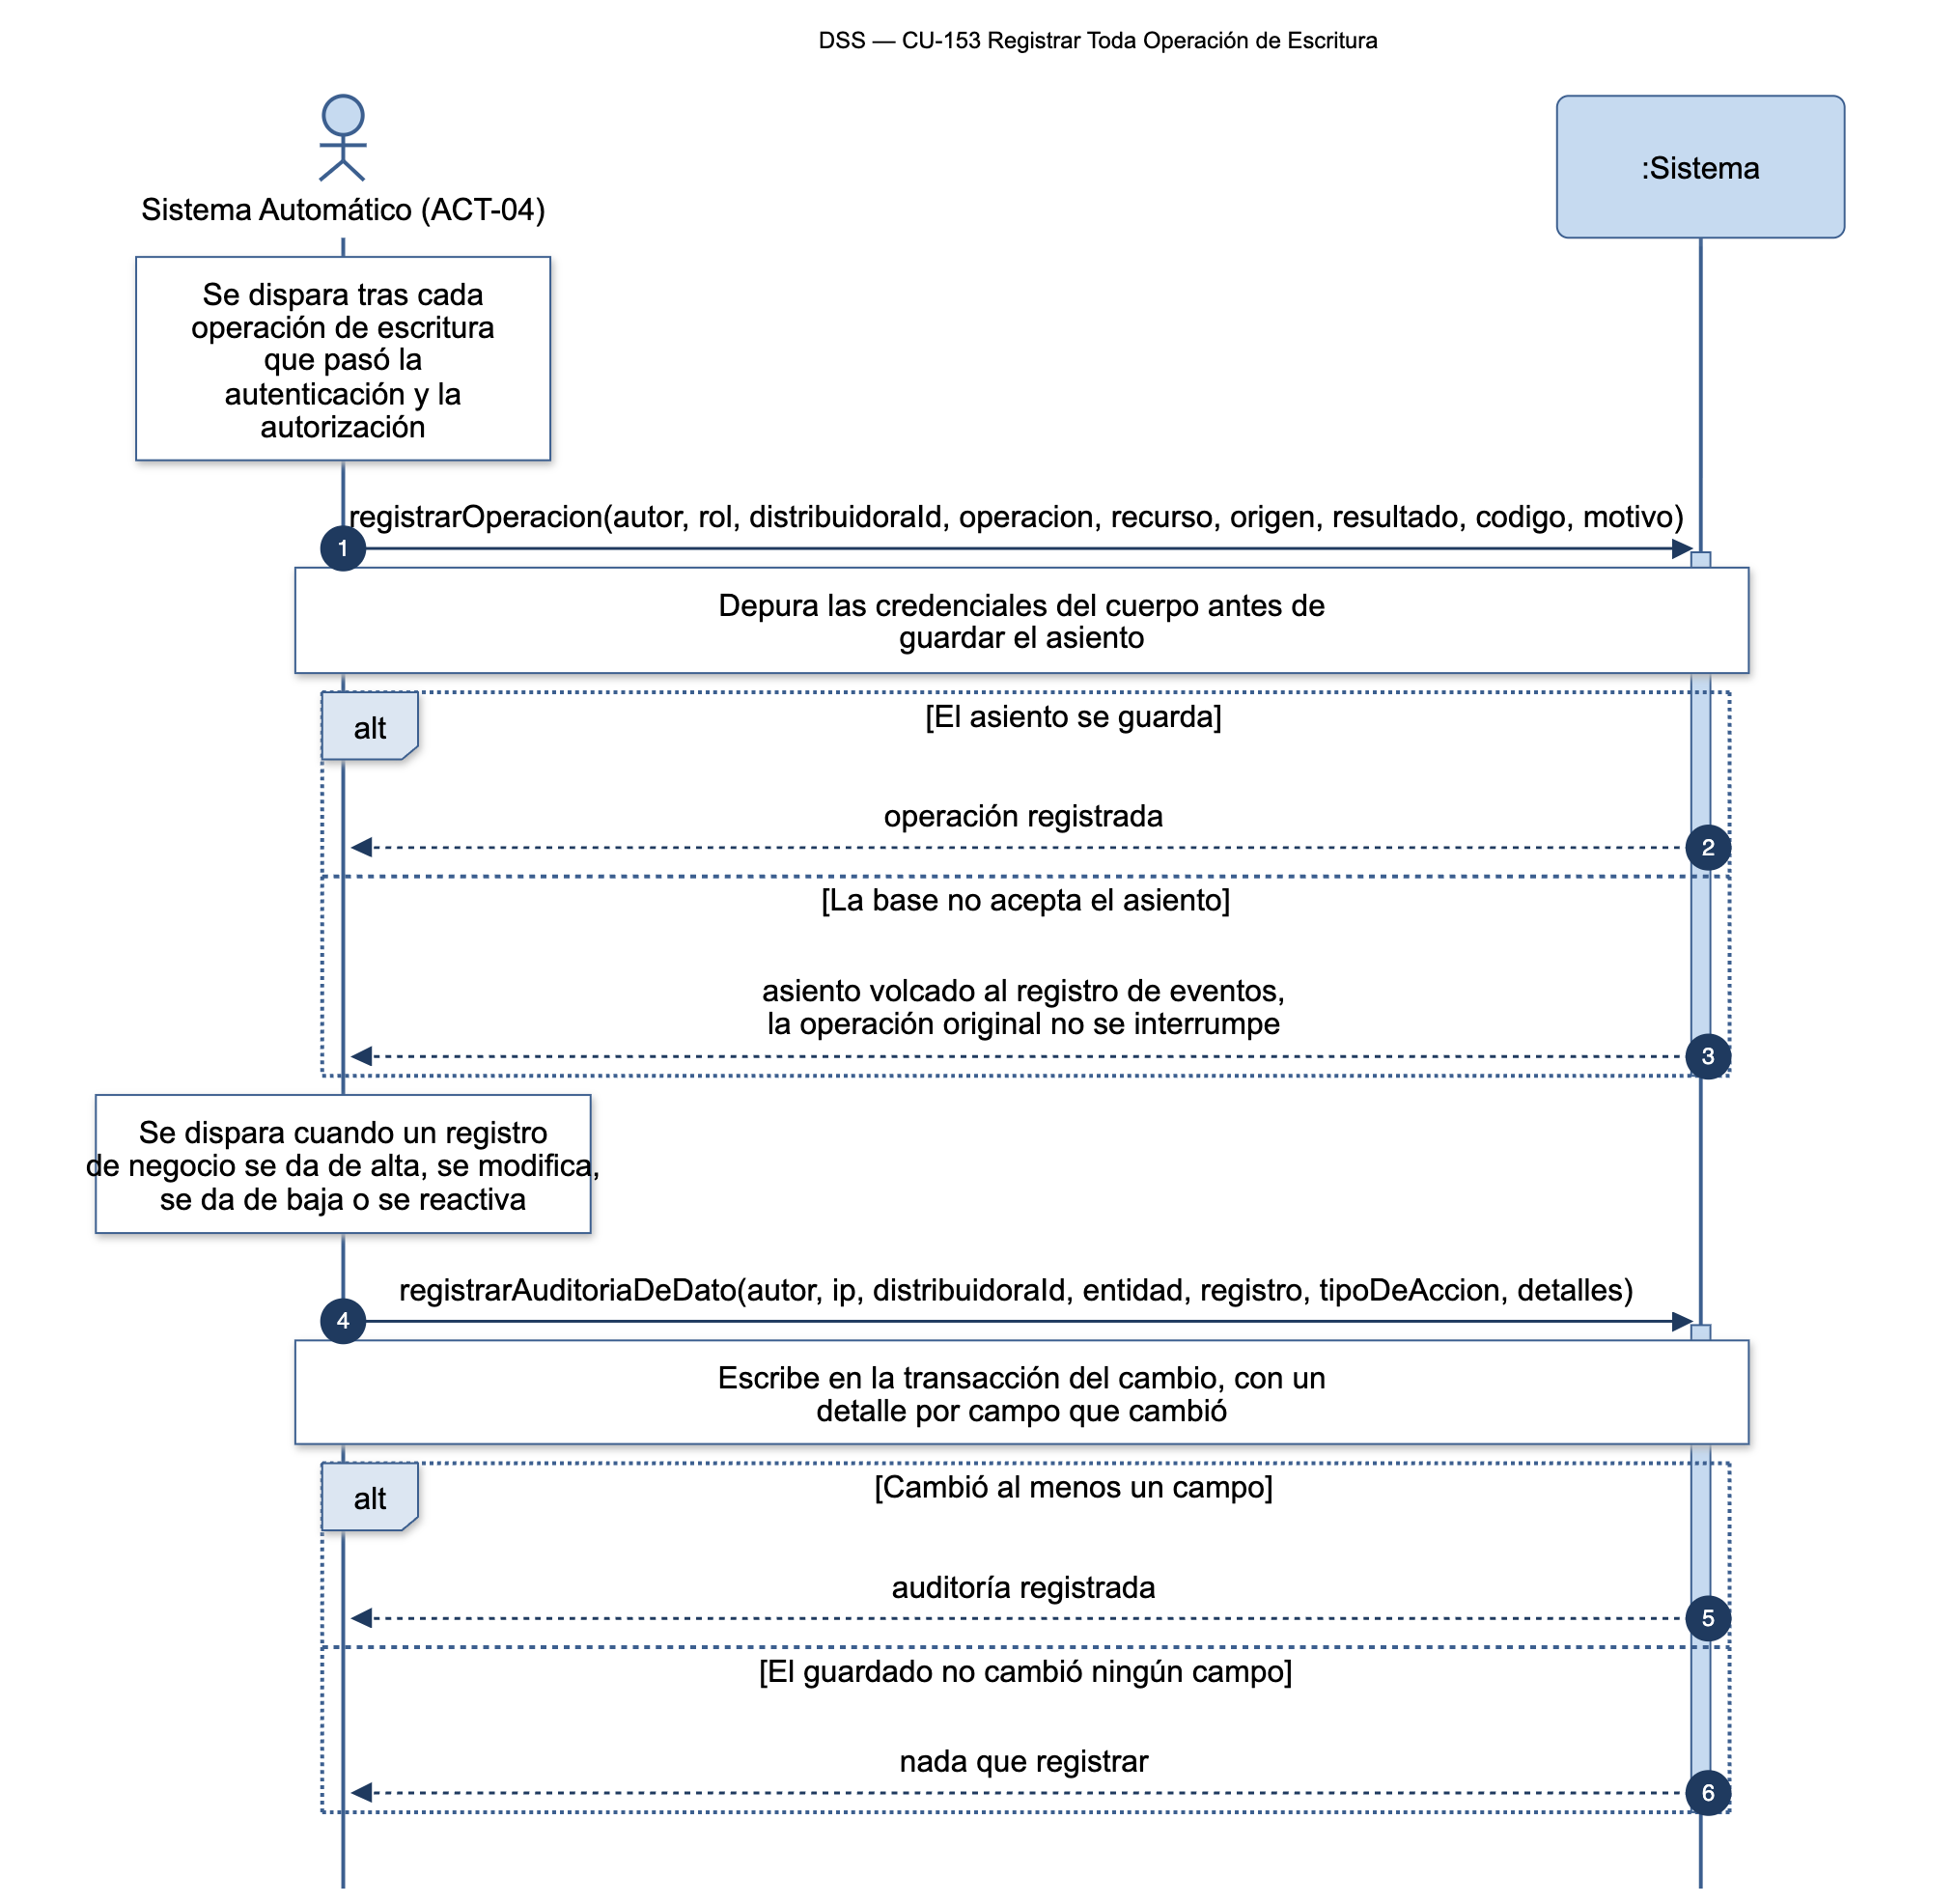 DSS — CU-153 Registrar Toda Operación de Escritura
Sistema Automático (ACT-04)
:Sistema
Se dispara tras cada
operación de escritura
que pasó la
autenticación y la
autorización
registrarOperacion(autor, rol, distribuidoraId, operacion, recurso, origen, resultado, codigo, motivo)
1
Depura las credenciales del cuerpo antes de
guardar el asiento
alt
[El asiento se guarda]
operación registrada
2
[La base no acepta el asiento]
asiento volcado al registro de eventos,
la operación original no se interrumpe
3
Se dispara cuando un registro
de negocio se da de alta, se modifica,
se da de baja o se reactiva
registrarAuditoriaDeDato(autor, ip, distribuidoraId, entidad, registro, tipoDeAccion, detalles)
4
Escribe en la transacción del cambio, con un
detalle por campo que cambió
alt
[Cambió al menos un campo]
auditoría registrada
5
[El guardado no cambió ningún campo]
nada que registrar
6